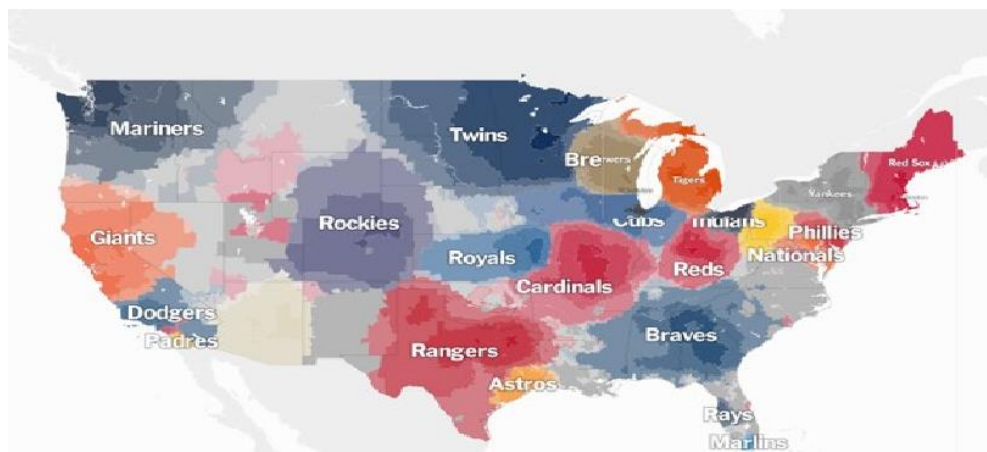 Mariners
Twins
Brewers
Tigers
Red Sox
Yankees
Rockies
Giants
Cubs
Indians
Phillies
Nationals
Royals
Reds
Cardinals
Dodgers
Padres
Rangers
Braves
Astros
Rays
Marlins